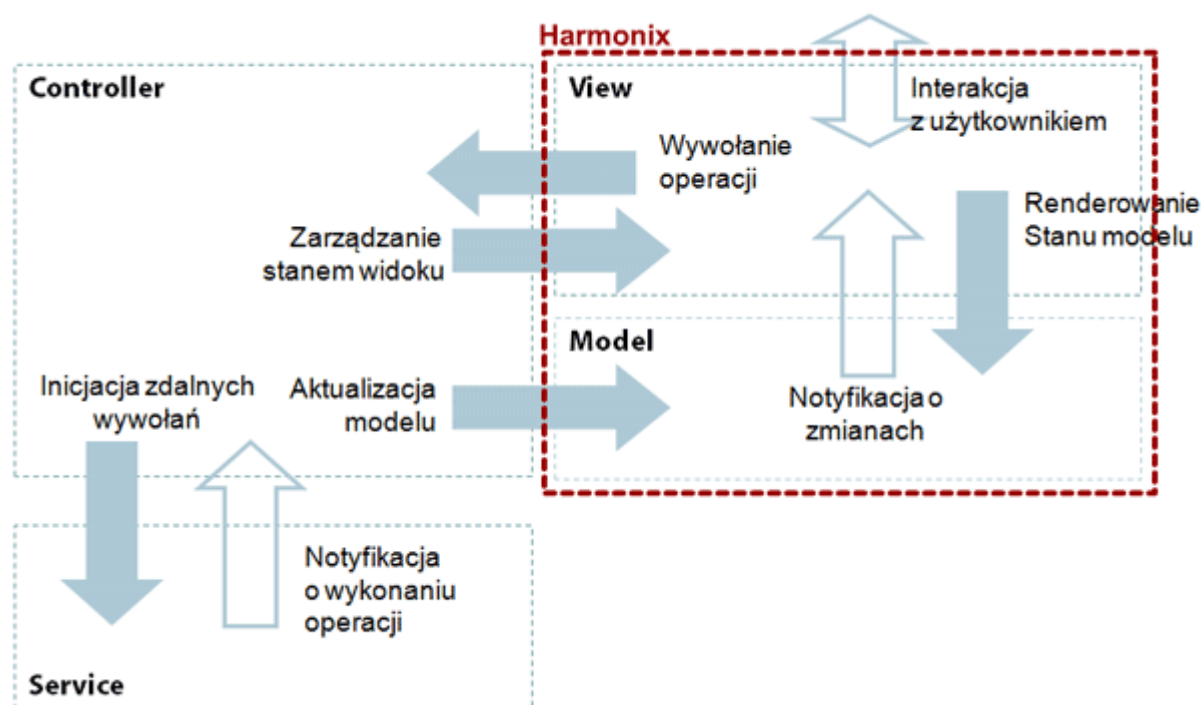 Harmonix
Controller
View
Interakcja
z użytkownikiem
Wywołanie
operacji
Renderowanie
Stanu modelu
Zarządzanie
stanem widoku
Model
Inicjacja zdalnych
wywołań
Aktualizacja
modelu
Notyfikacja o
zmianach
Notyfikacja
o wykonaniu
operacji
Service